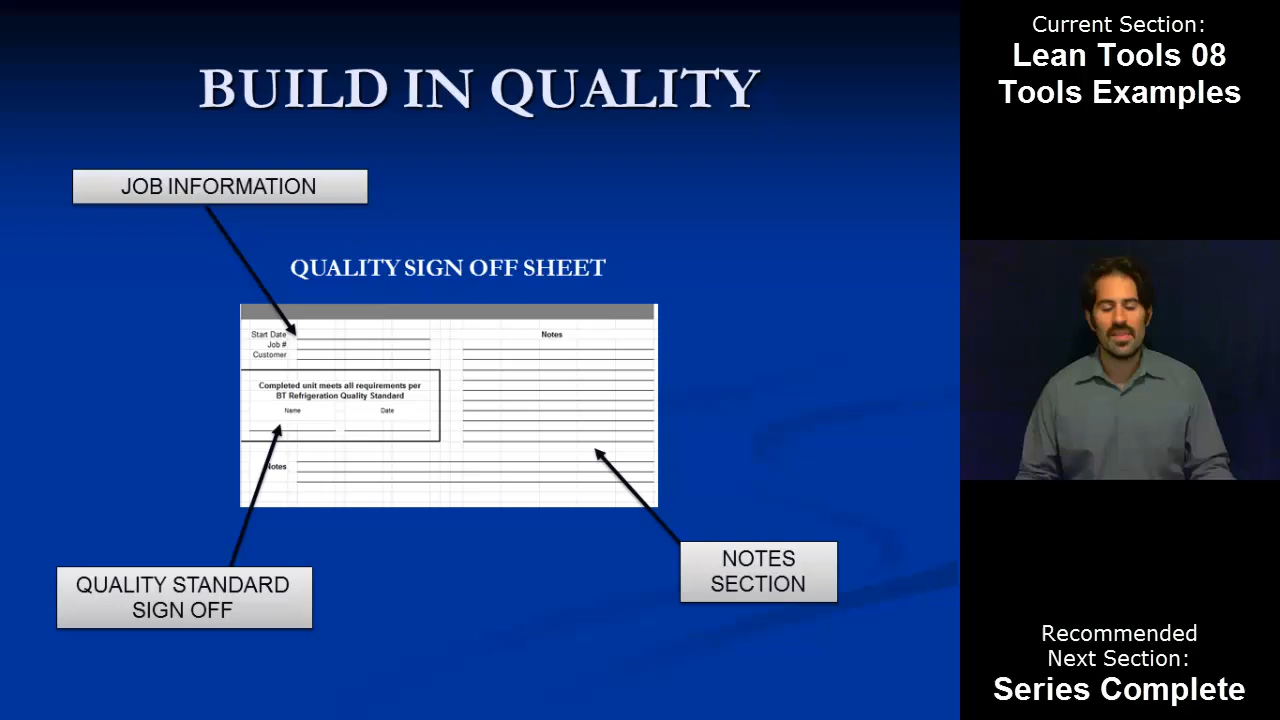 BUILD IN QUALITY
JOB INFORMATION
QUALITY SIGN OFF SHEET
Start Date
Job #
Customer
Notes
Completed unit meets all requirements per
BT Refrigeration Quality Standard
Name Date
Notes
QUALITY STANDARD
SIGN OFF
NOTES
SECTION
Current Section:
Lean Tools 08
Tools Examples
Recommended
Next Section:
Series Complete